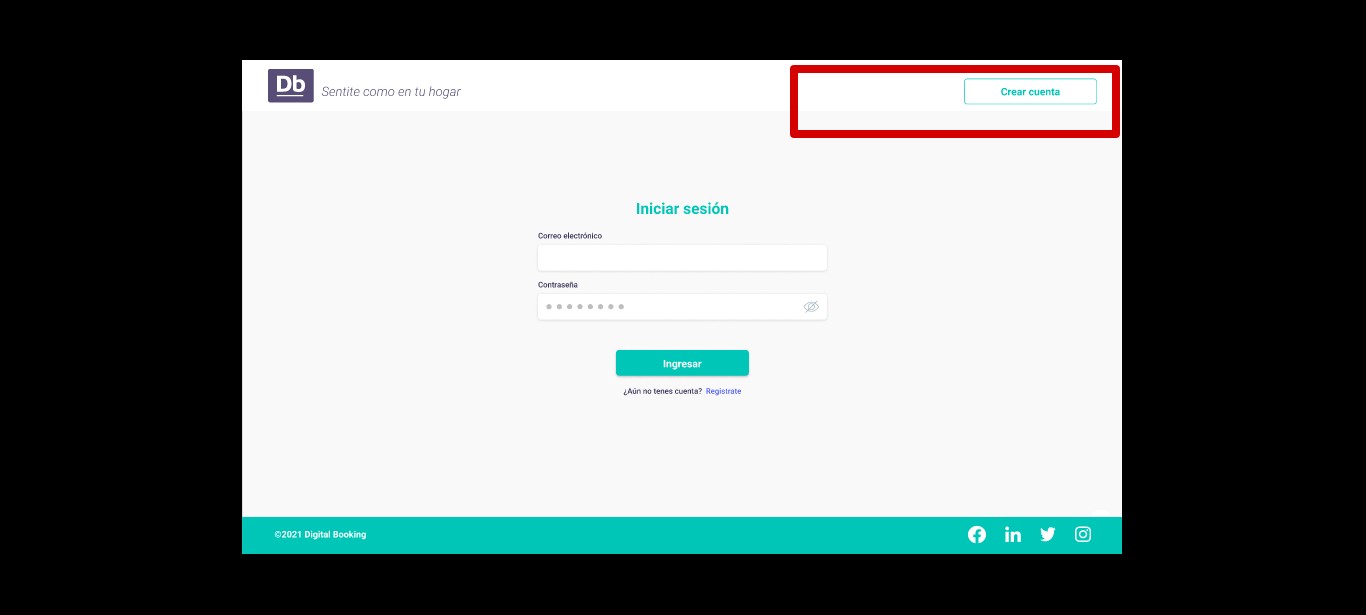 Db
Sentite como en tu hogar
Crear cuenta
Iniciar sesión
Correo electrónico
Contraseña
Ingresar
¿Aún no tenes cuenta? Registrate
©2021 Digital Booking